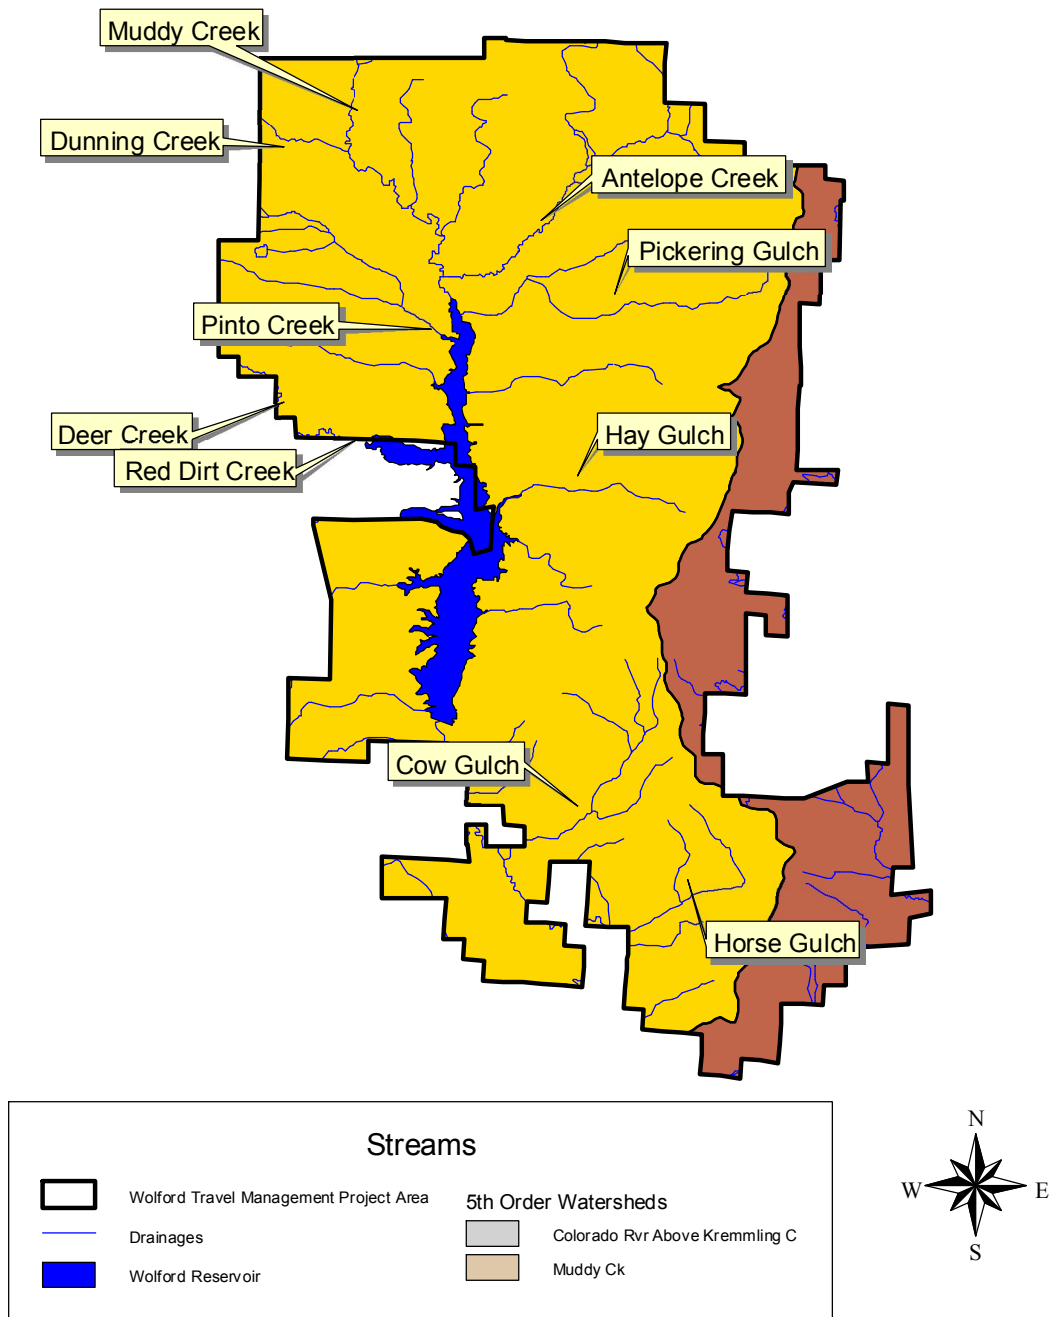 Muddy Creek
Dunning Creek
Antelope Creek
Pickering Gulch
Pinto Creek
Deer Creek
Hay Gulch
Red Dirt Creek
Cow Gulch
Horse Gulch
Streams
Wolford Travel Management Project Area
Drainages
Wolford Reservoir
5th Order Watersheds
Colorado Rvr Above Kremmling C
Muddy Ck
N
W
E
S